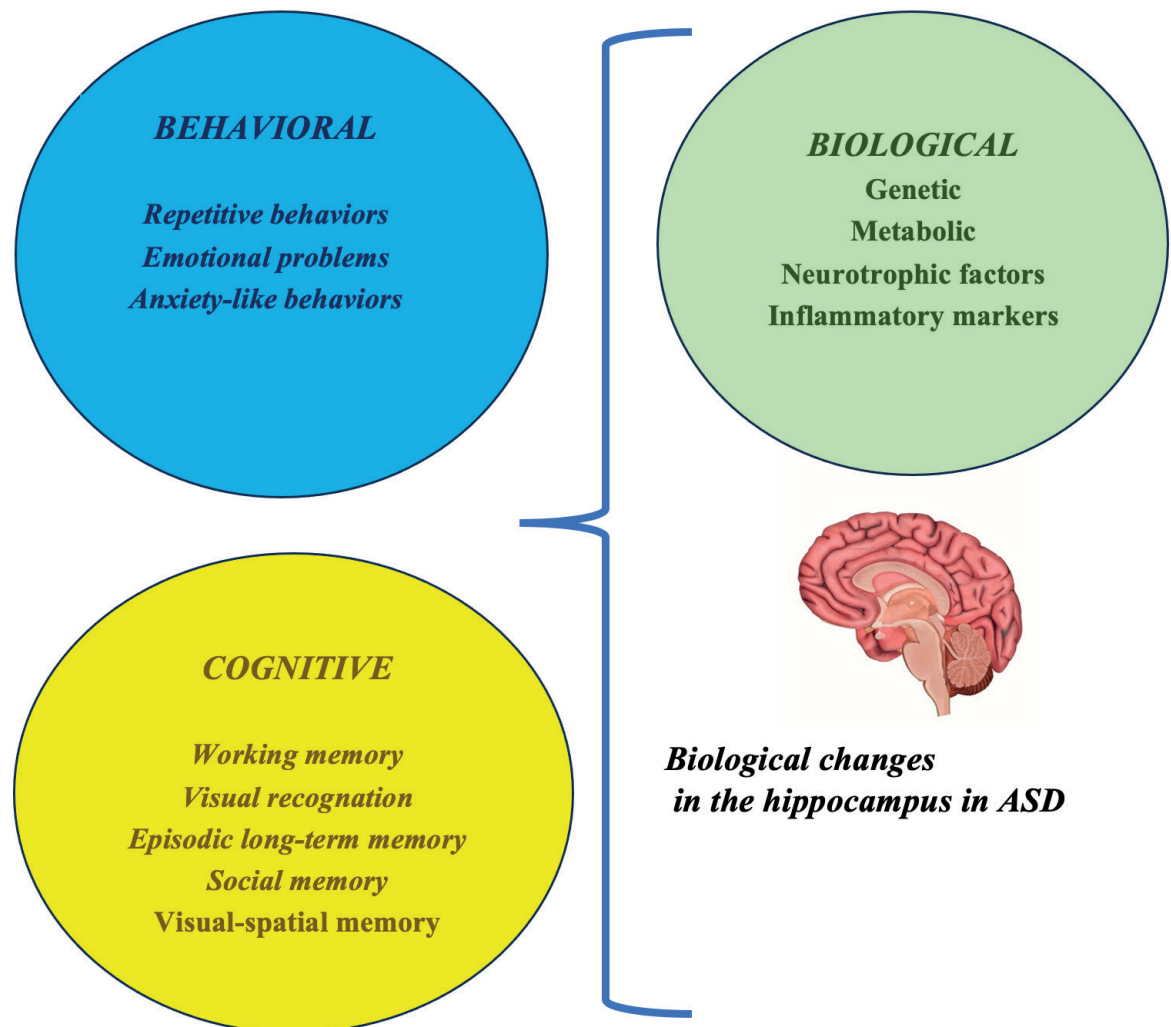 BEHAVIORAL
Repetitive behaviors
Emotional problems
Anxiety-like behaviors
COGNITIVE
Working memory
Visual recognation
Episodic long-term memory
Social memory
Visual-spatial memory
BIOLOGICAL
Genetic
Metabolic
Neurotrophic factors
Inflammatory markers
Biological changes
in the hippocampus in ASD